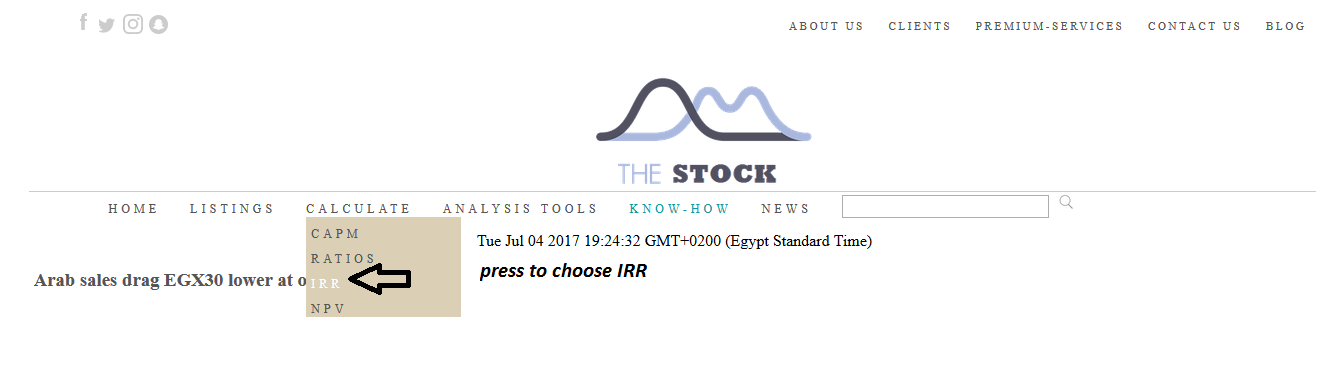 ABOUT US CLIENTS PREMIUM-SERVICES CONTACT US BLOG
THE STOCK
HOME LISTINGS CALCULATE ANALYSIS TOOLS KNOW-HOW NEWS
CAPM
Tue Jul 04 2017 19:24:32 GMT+0200 (Egypt Standard Time)
RATIOS
press to choose IRR
Arab sales drag EGX30 lower at o
IRR
NPV